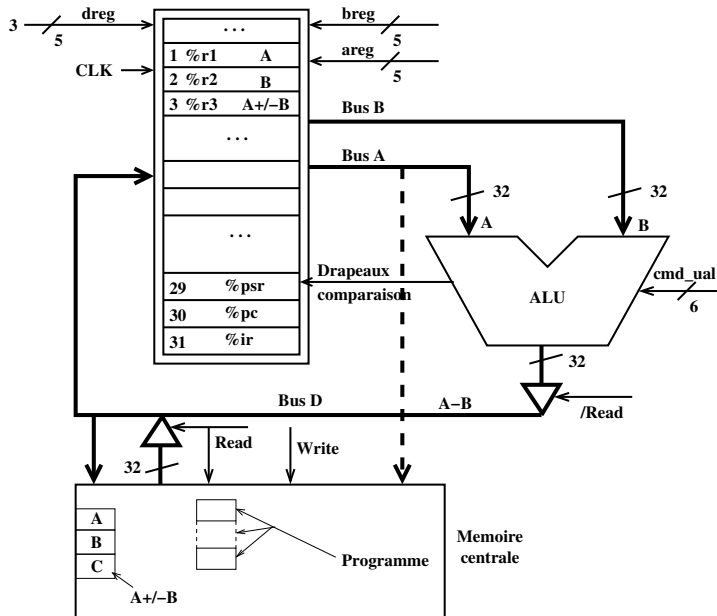 3
dreg
5
breg
5
areg
5
CLK
...
1 %r1 A
2 %r2 B
3 %r3 A+/−B
...
...
29 %psr
30 %pc
31 %ir
Bus B
Bus A
32
32
A
B
Drapeaux
comparaison
ALU
cmd_ual
6
32
Bus D
A−B
/Read
Read
Write
32
A
B
C
A+/−B
Programme
Memoire
centrale